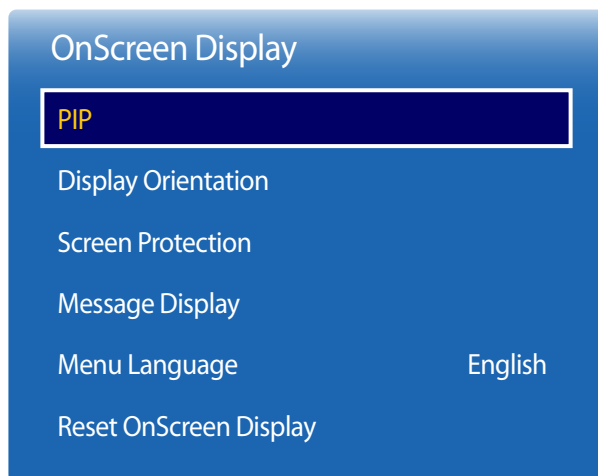 OnScreen Display
PIP
Display Orientation
Screen Protection
Message Display
Menu Language English
Reset OnScreen Display